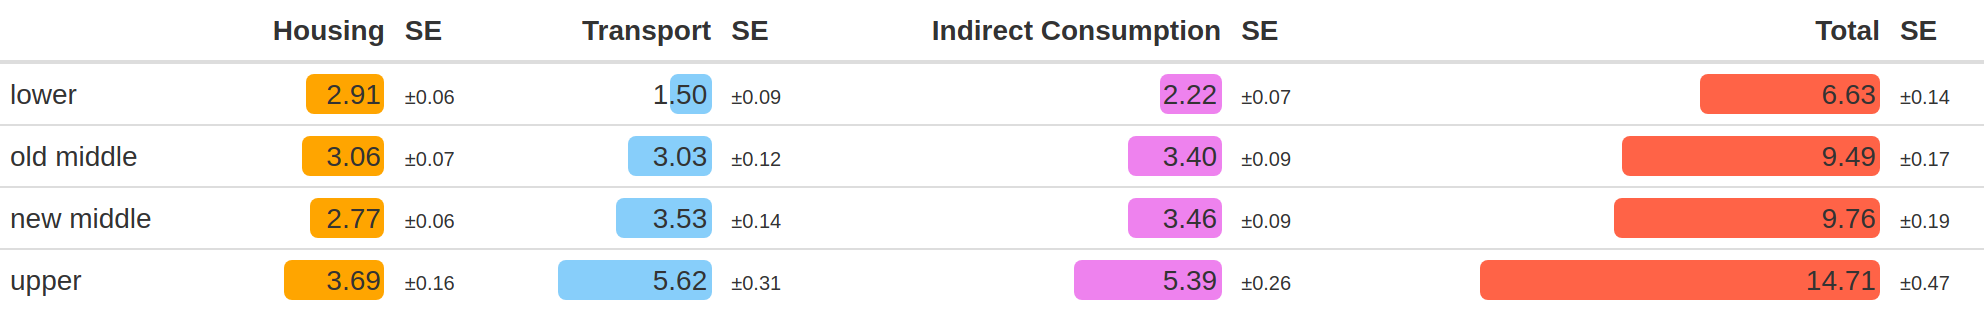 Housing SE Transport SE Indirect Consumption SE Total SE
lower 2.91 ±0.06 1.50 ±0.09 2.22 ±0.07 6.63 ±0.14
old middle 3.06 ±0.07 3.03 ±0.12 3.40 ±0.09 9.49 ±0.17
new middle 2.77 ±0.06 3.53 ±0.14 3.46 ±0.09 9.76 ±0.19
upper 3.69 ±0.16 5.62 ±0.31 5.39 ±0.26 14.71 ±0.47